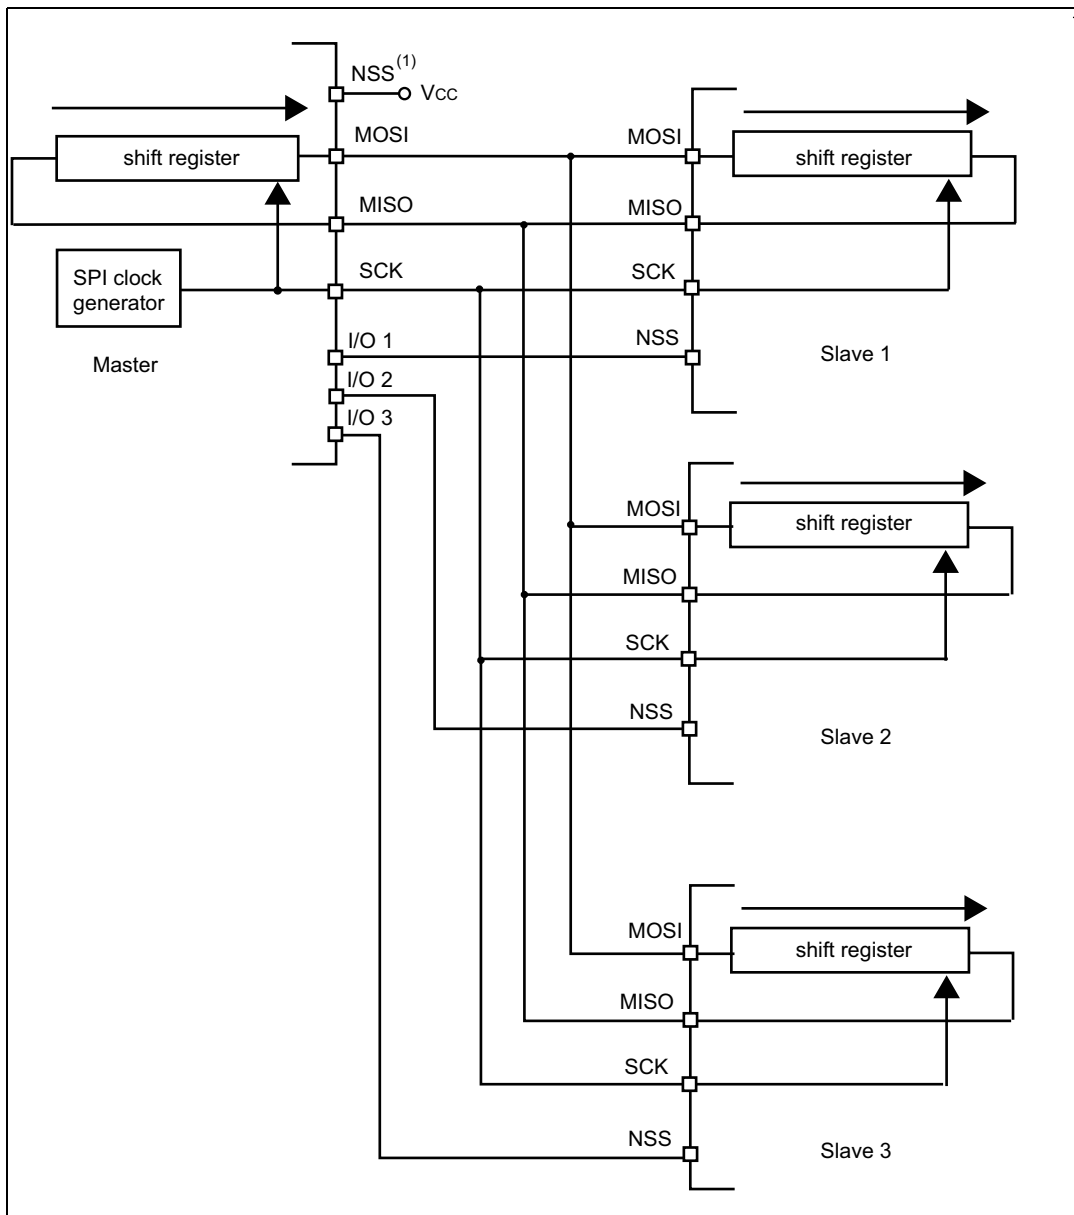 NSS(1)
VCC
MOSI
shift register
MISO
SPI clock
generator
SCK
Master
I/O 1
I/O 2
I/O 3
MOSI
shift register
MISO
SCK
NSS
Slave 1
MOSI
shift register
MISO
SCK
NSS
Slave 2
MOSI
shift register
MISO
SCK
NSS
Slave 3